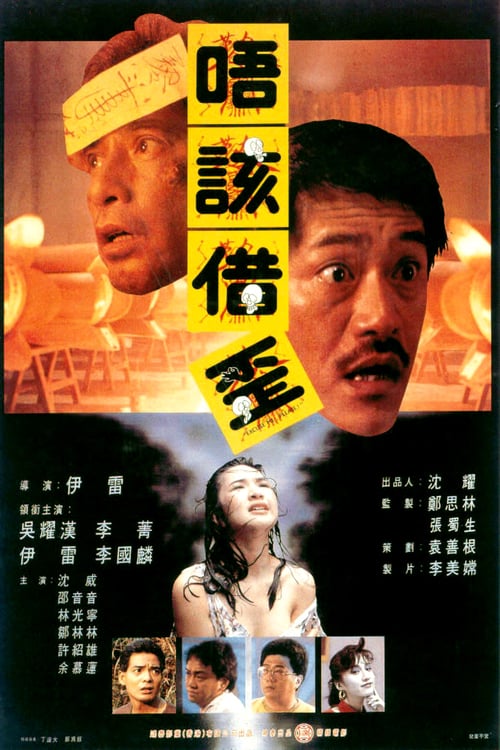 唔該借歪
導演：伊雷
領銜主演：
吳耀漢 李菁
伊雷 李國麟
主演：沈威
邵音音
林光寧
鄒林林
許紹雄
余慕蓮
出品人：沈耀
監製：鄭思林
張蜀生
策劃：袁善根
製片：李美嫦